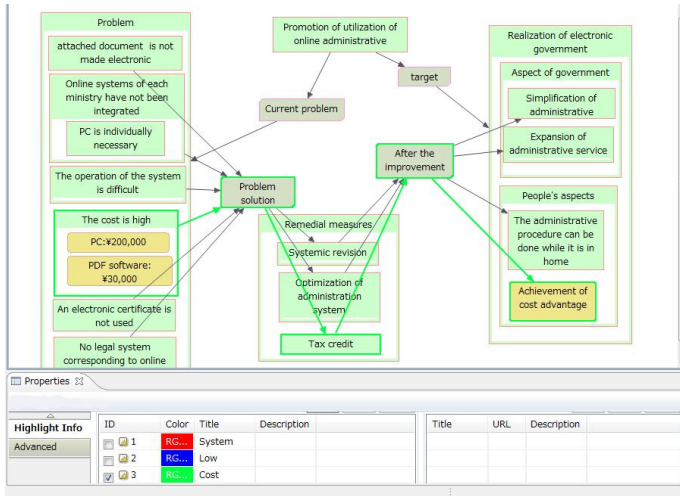 Problem
attached document is not
made electronic
Online systems of each
ministry have not been
integrated
PC is individually
necessary
The operation of the system
is difficult
The cost is high
PC:¥200,000
PDF software:
¥30,000
An electronic certificate is
not used
No legal system
corresponding to online
Promotion of utilization of
online administrative
target
Current problem
Problem
solution
After the
improvement
Remedial measures
Systemic revision
Optimization of
administration
system
Tax credit
Realization of electronic
government
Aspect of government
Simplification of
administrative
Expansion of
administrative service
People's aspects
The administrative
procedure can be
done while it is in
home
Achievement of
cost advantage
Properties
Highlight Info
Advanced
ID Color Title Description
1 RG... System
2 RG... Low
3 RG... Cost
Title URL Description